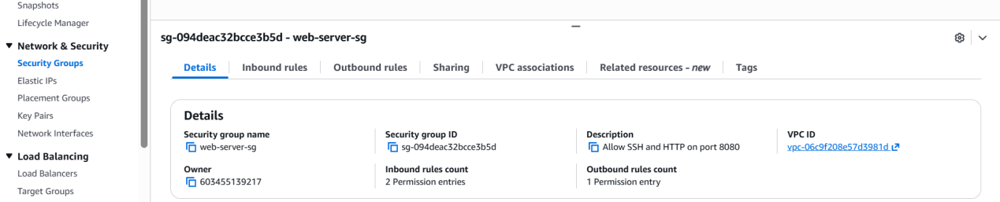 Snapshots
Lifecycle Manager
▼ Network & Security
Security Groups
Elastic IPs
Placement Groups
Key Pairs
Network Interfaces
▼ Load Balancing
Load Balancers
Target Groups
sg-094deac32bcce3b5d - web-server-sg
Details Inbound rules Outbound rules Sharing VPC associations Related resources - new Tags
Details
Security group name Security group ID Description VPC ID
web-server-sg sg-094deac32bcce3b5d Allow SSH and HTTP on port 8080 vpc-06c9f208e57d3981d
Owner Inbound rules count Outbound rules count
603455139217 2 Permission entries 1 Permission entry